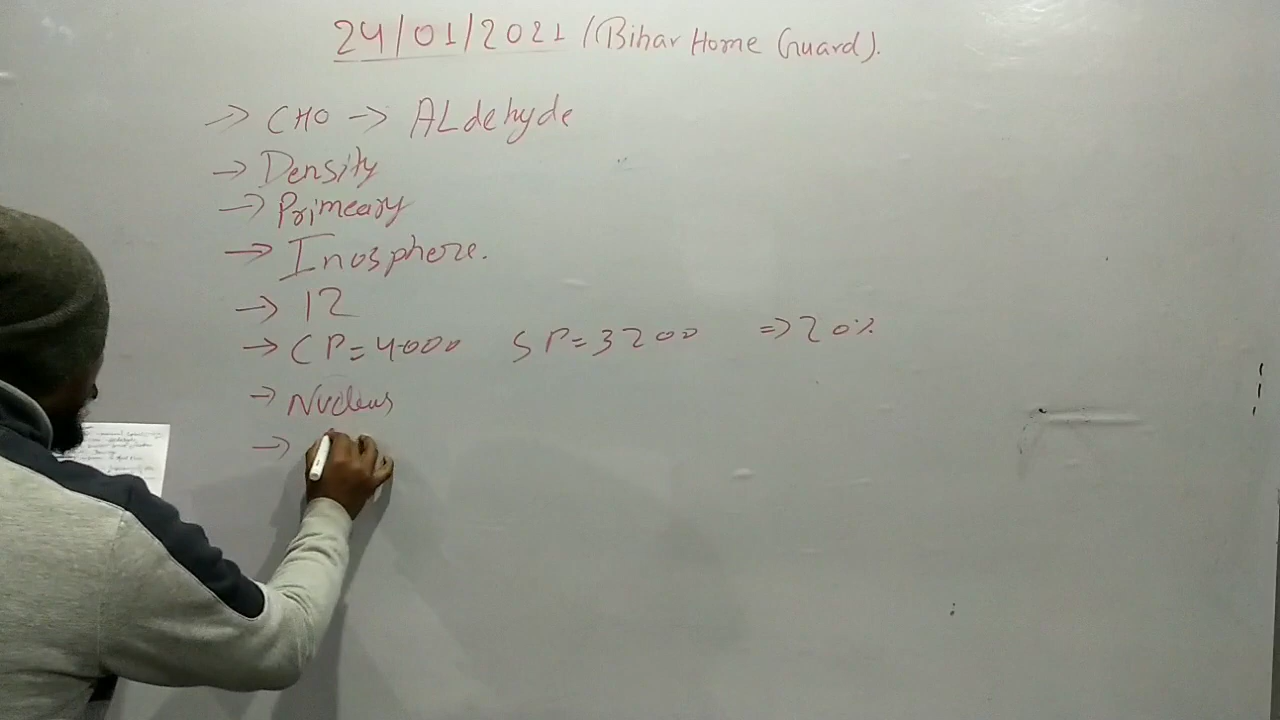 24/01/2021 / (Bihar Home Guard).
→ CHO → ALdehyde
→ Density
→ Primeary
→ Inosphere.
→ 12
→ CP=4000 SP=3200 ⇒ 20%
→ Nucleus
→